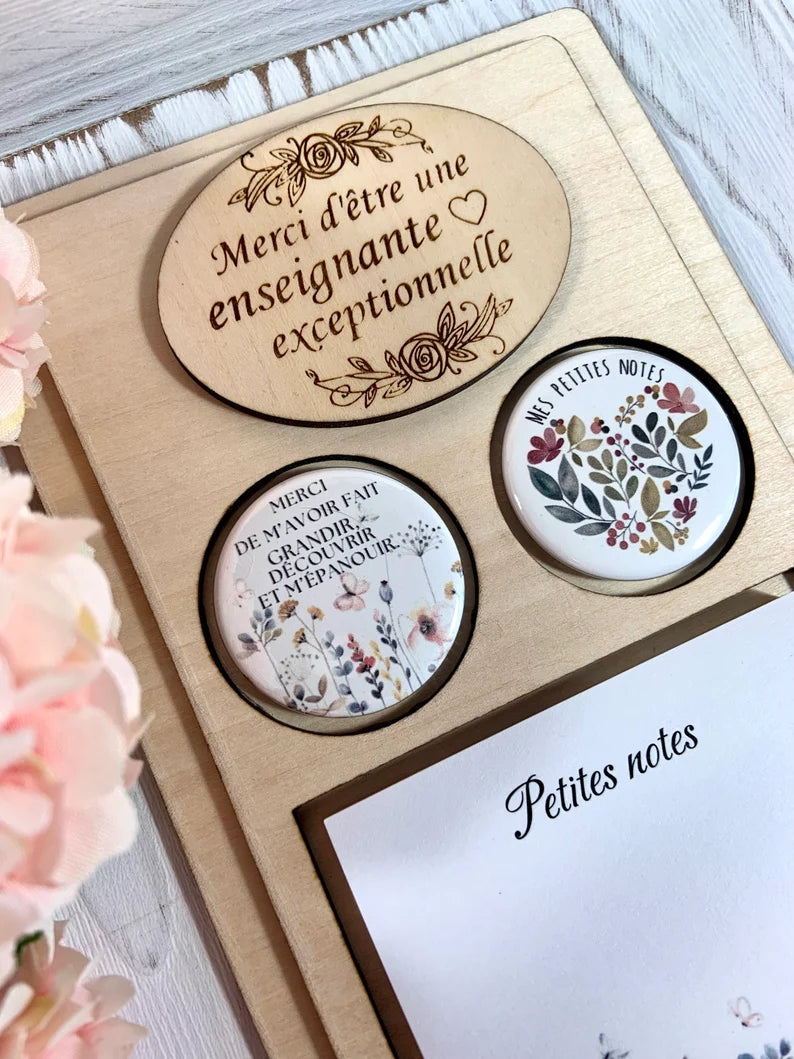 Merci d'être une
enseignante
exceptionnelle
MES PETITES NOTES
MERCI
DE M'AVOIR FAIT
GRANDIR,
DÉCOUVRIR
ET M'ÉPANOUIR.
Petites notes